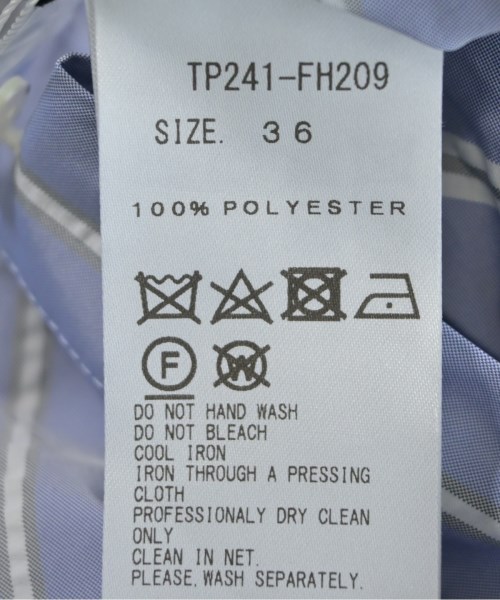 TP241-FH209
SIZE. 36
100% POLYESTER
F W
DO NOT HAND WASH
DO NOT BLEACH
COOL IRON
IRON THROUGH A PRESSING
CLOTH
PROFESSIONALY DRY CLEAN
ONLY
CLEAN IN NET.
PLEASE, WASH SEPARATELY.